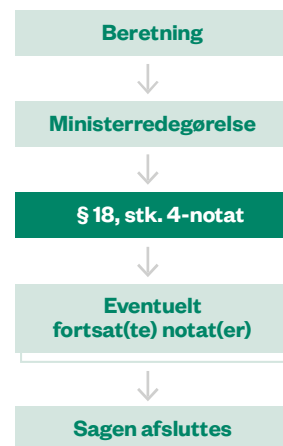 Beretning
Ministerredegørelse
§ 18, stk. 4-notat
Eventuelt
fortsat(te) notat(er)
Sagen afsluttes